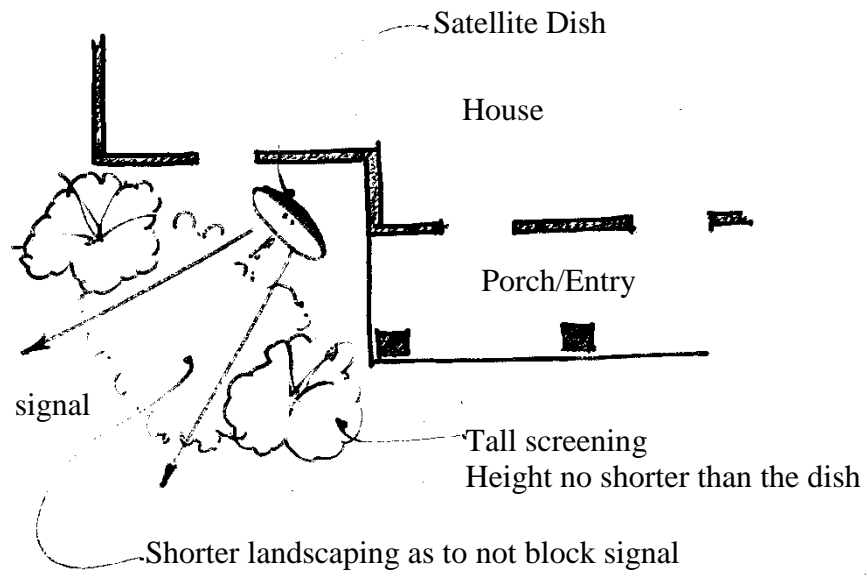 Satellite Dish
House
Porch/Entry
signal
Tall screening
Height no shorter than the dish
Shorter landscaping as to not block signal